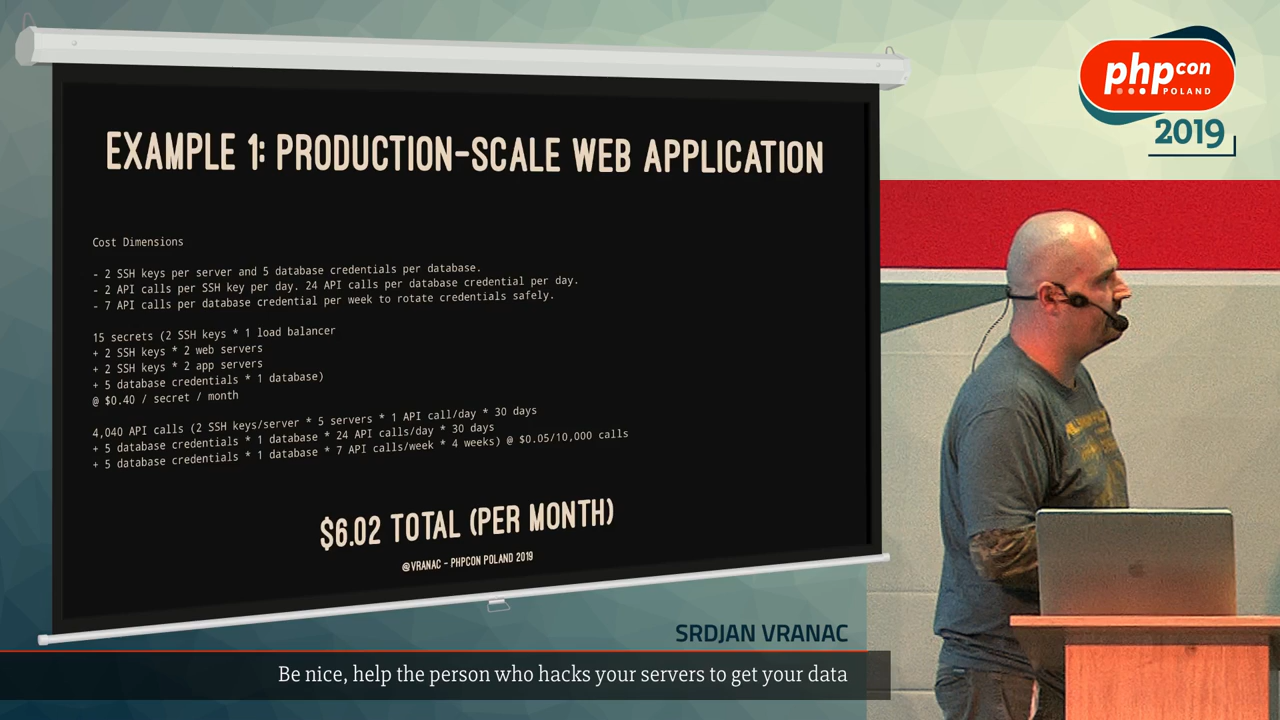 phpcon
POLAND
2019
EXAMPLE 1: PRODUCTION-SCALE WEB APPLICATION
Cost Dimensions
- 2 SSH keys per server and 5 database credentials per database.
- 2 API calls per SSH key per day. 24 API calls per database credential per day.
- 7 API calls per database credential per week to rotate credentials safely.
15 secrets (2 SSH keys * 1 load balancer
+ 2 SSH keys * 2 web servers
+ 2 SSH keys * 2 app servers
+ 5 database credentials * 1 database)
@ $0.40 / secret / month
4,040 API calls (2 SSH keys/server * 5 servers * 1 API call/day * 30 days
+ 5 database credentials * 1 database * 24 API calls/day * 30 days
+ 5 database credentials * 1 database * 7 API calls/week * 4 weeks) @ $0.05/10,000 calls
$6.02 TOTAL (PER MONTH)
@VRANAC - PHPCON POLAND 2019
SRDJAN VRANAC
Be nice, help the person who hacks your servers to get your data